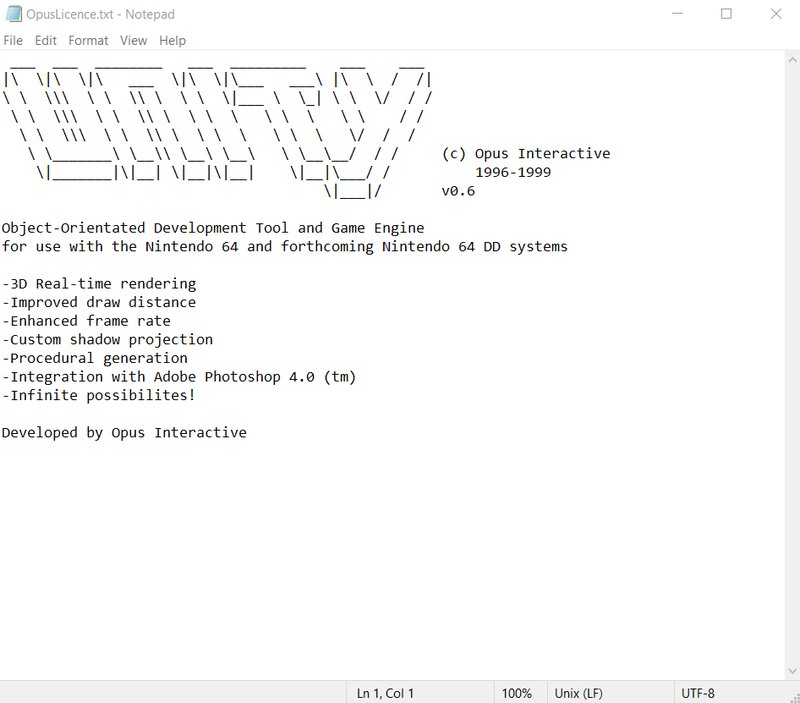 OpusLicence.txt - Notepad
File Edit Format View Help
UNITY
(c) Opus Interactive
1996-1999
v0.6
Object-Orientated Development Tool and Game Engine
for use with the Nintendo 64 and forthcoming Nintendo 64 DD systems
-3D Real-time rendering
-Improved draw distance
-Enhanced frame rate
-Custom shadow projection
-Procedural generation
-Integration with Adobe Photoshop 4.0 (tm)
-Infinite possibilites!
Developed by Opus Interactive
Ln 1, Col 1 100% Unix (LF) UTF-8